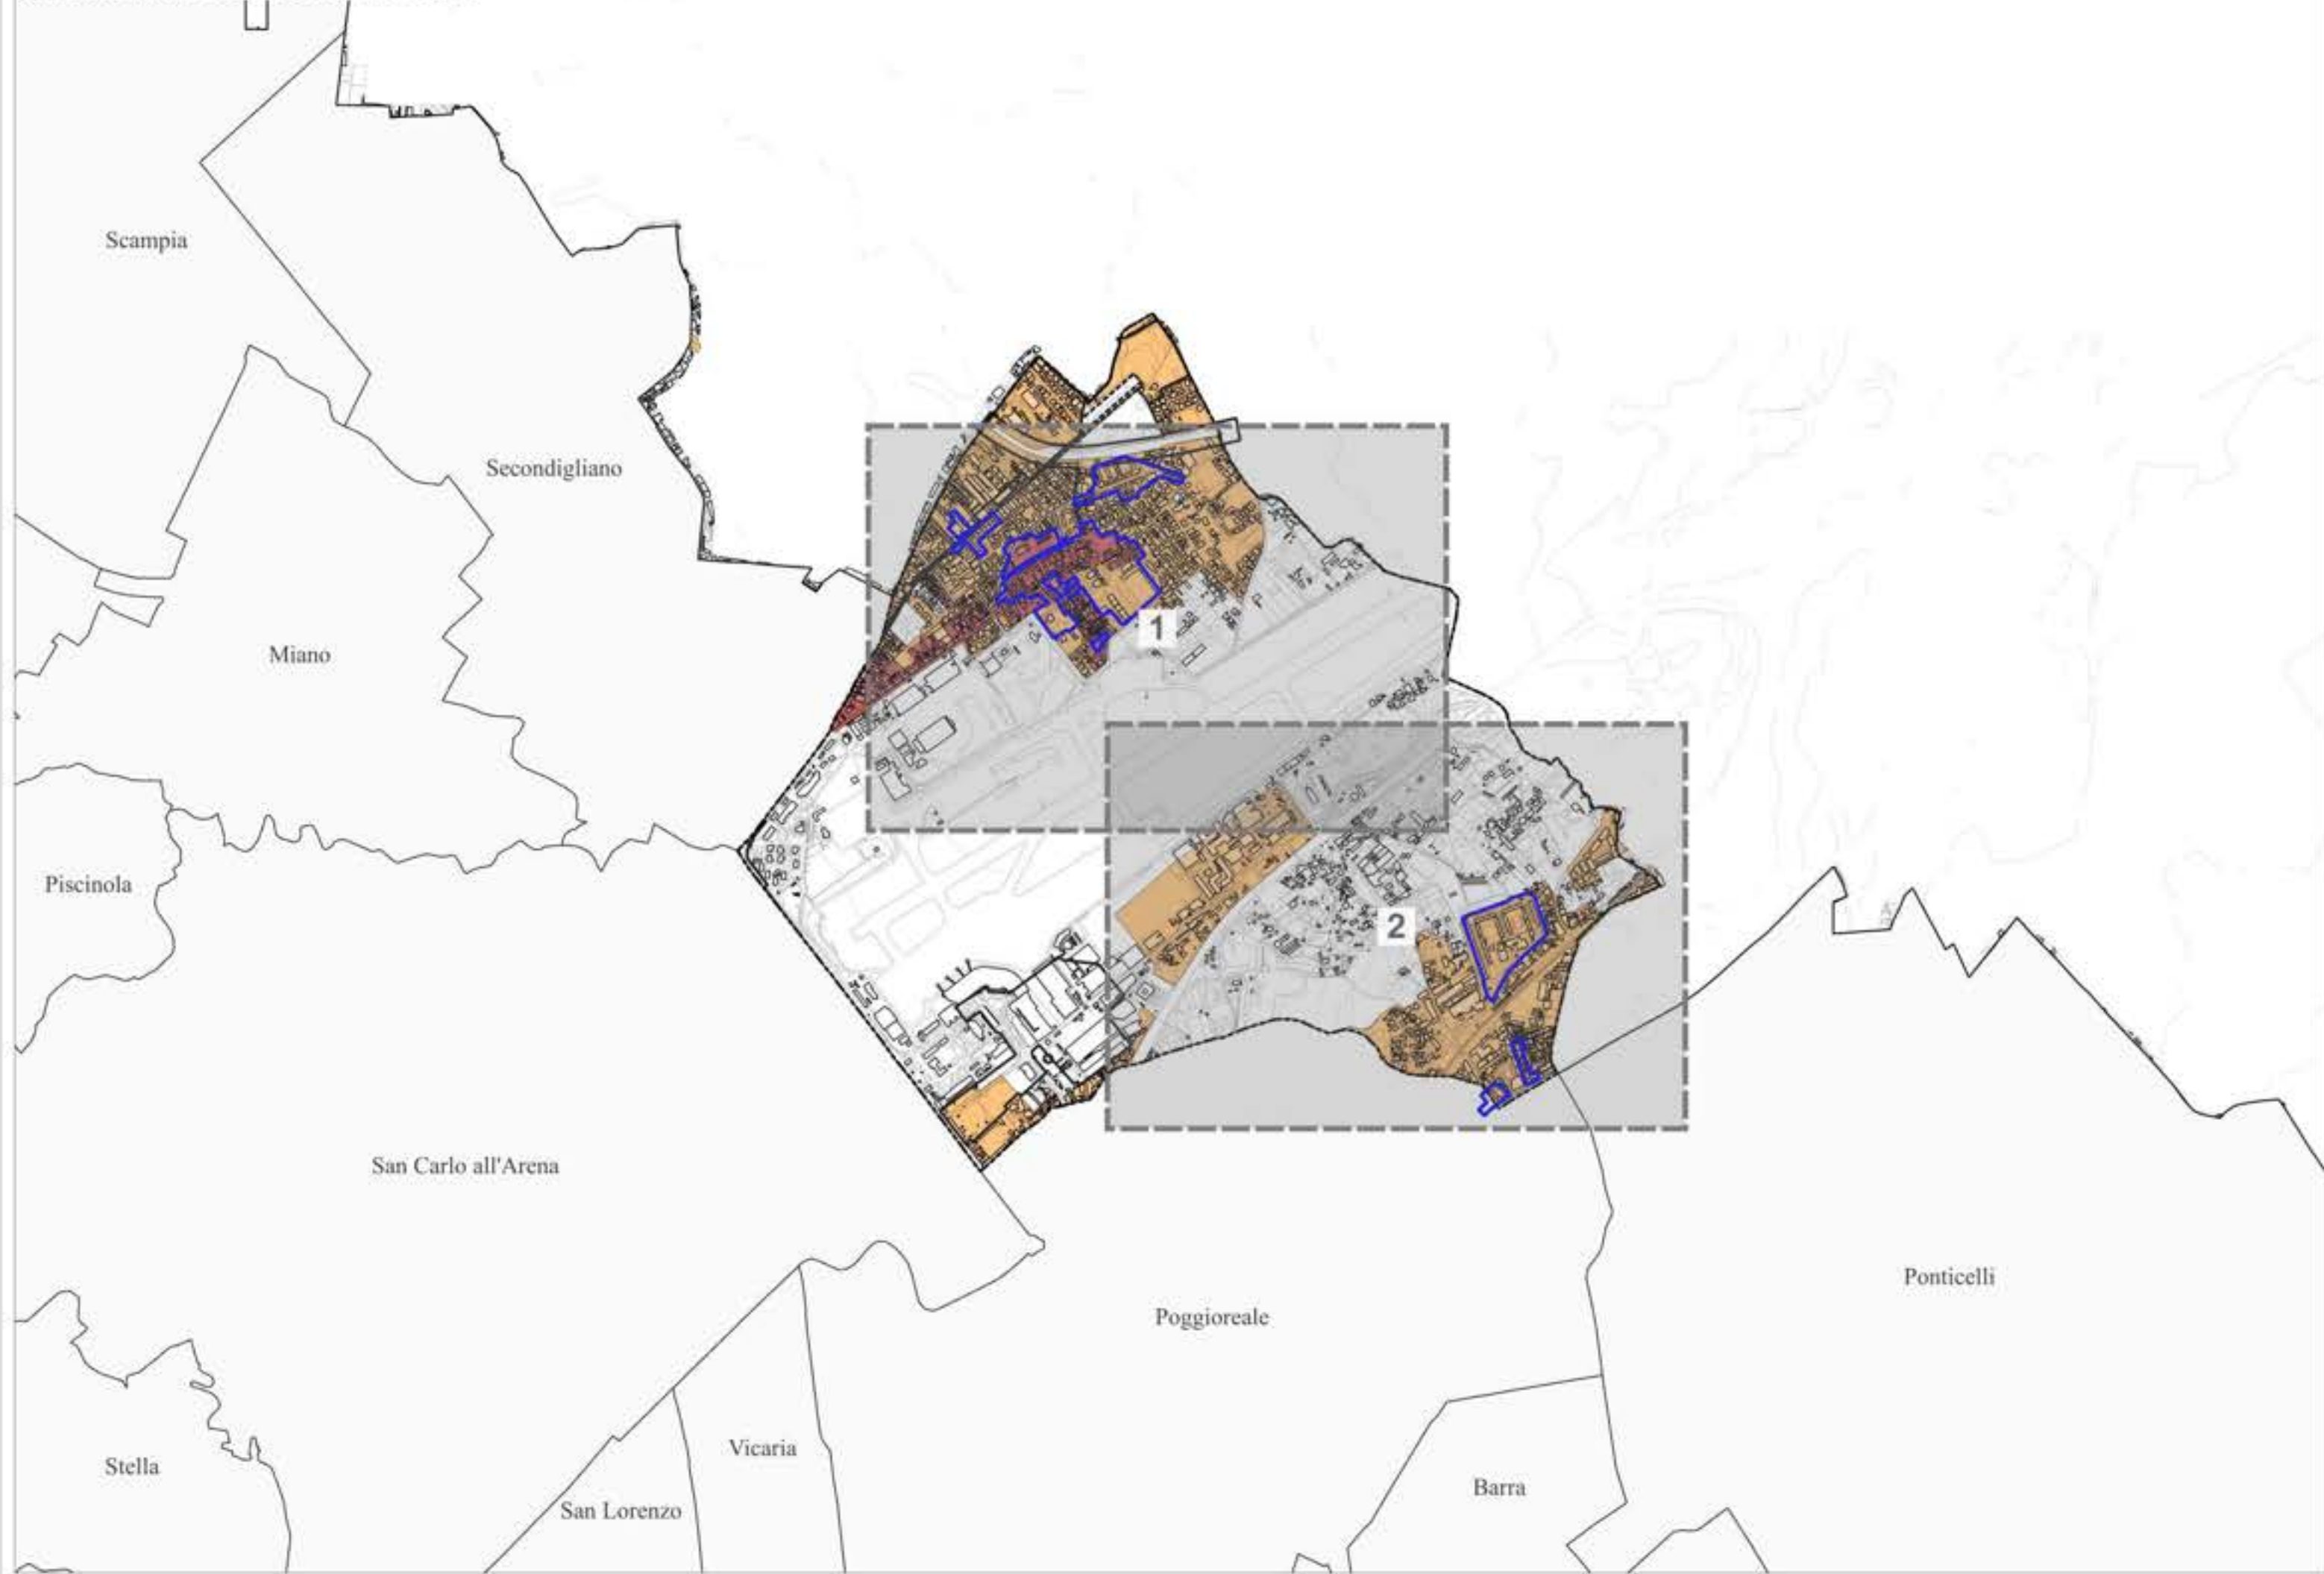 Scampia
Secondigliano
1
Miano
Piscinola
2
San Carlo all'Arena
Ponticelli
Poggioreale
Vicaria
Stella
Barra
San Lorenzo